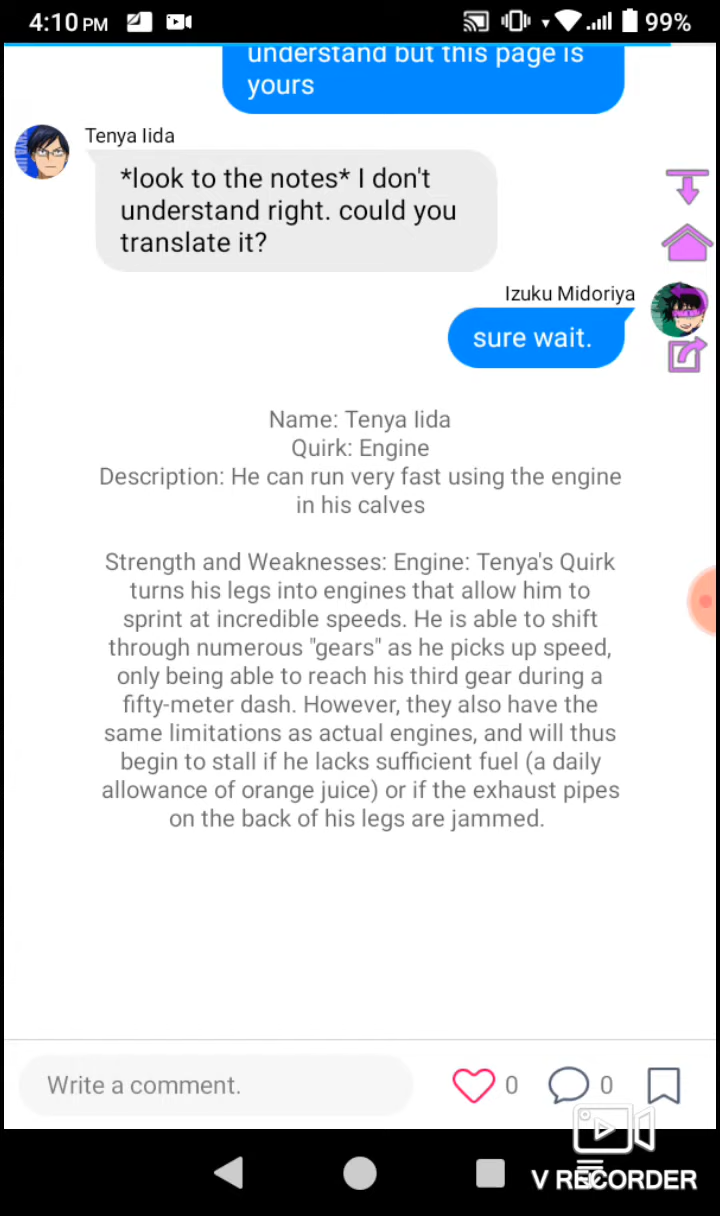 4:10 PM
99%
understand but this page is
yours
Tenya Iida
*look to the notes* I don't
understand right. could you
translate it?
Izuku Midoriya
sure wait.
Name: Tenya Iida
Quirk: Engine
Description: He can run very fast using the engine
in his calves
Strength and Weaknesses: Engine: Tenya's Quirk
turns his legs into engines that allow him to
sprint at incredible speeds. He is able to shift
through numerous "gears" as he picks up speed,
only being able to reach his third gear during a
fifty-meter dash. However, they also have the
same limitations as actual engines, and will thus
begin to stall if he lacks sufficient fuel (a daily
allowance of orange juice) or if the exhaust pipes
on the back of his legs are jammed.
Write a comment.
0
0
V RECORDER